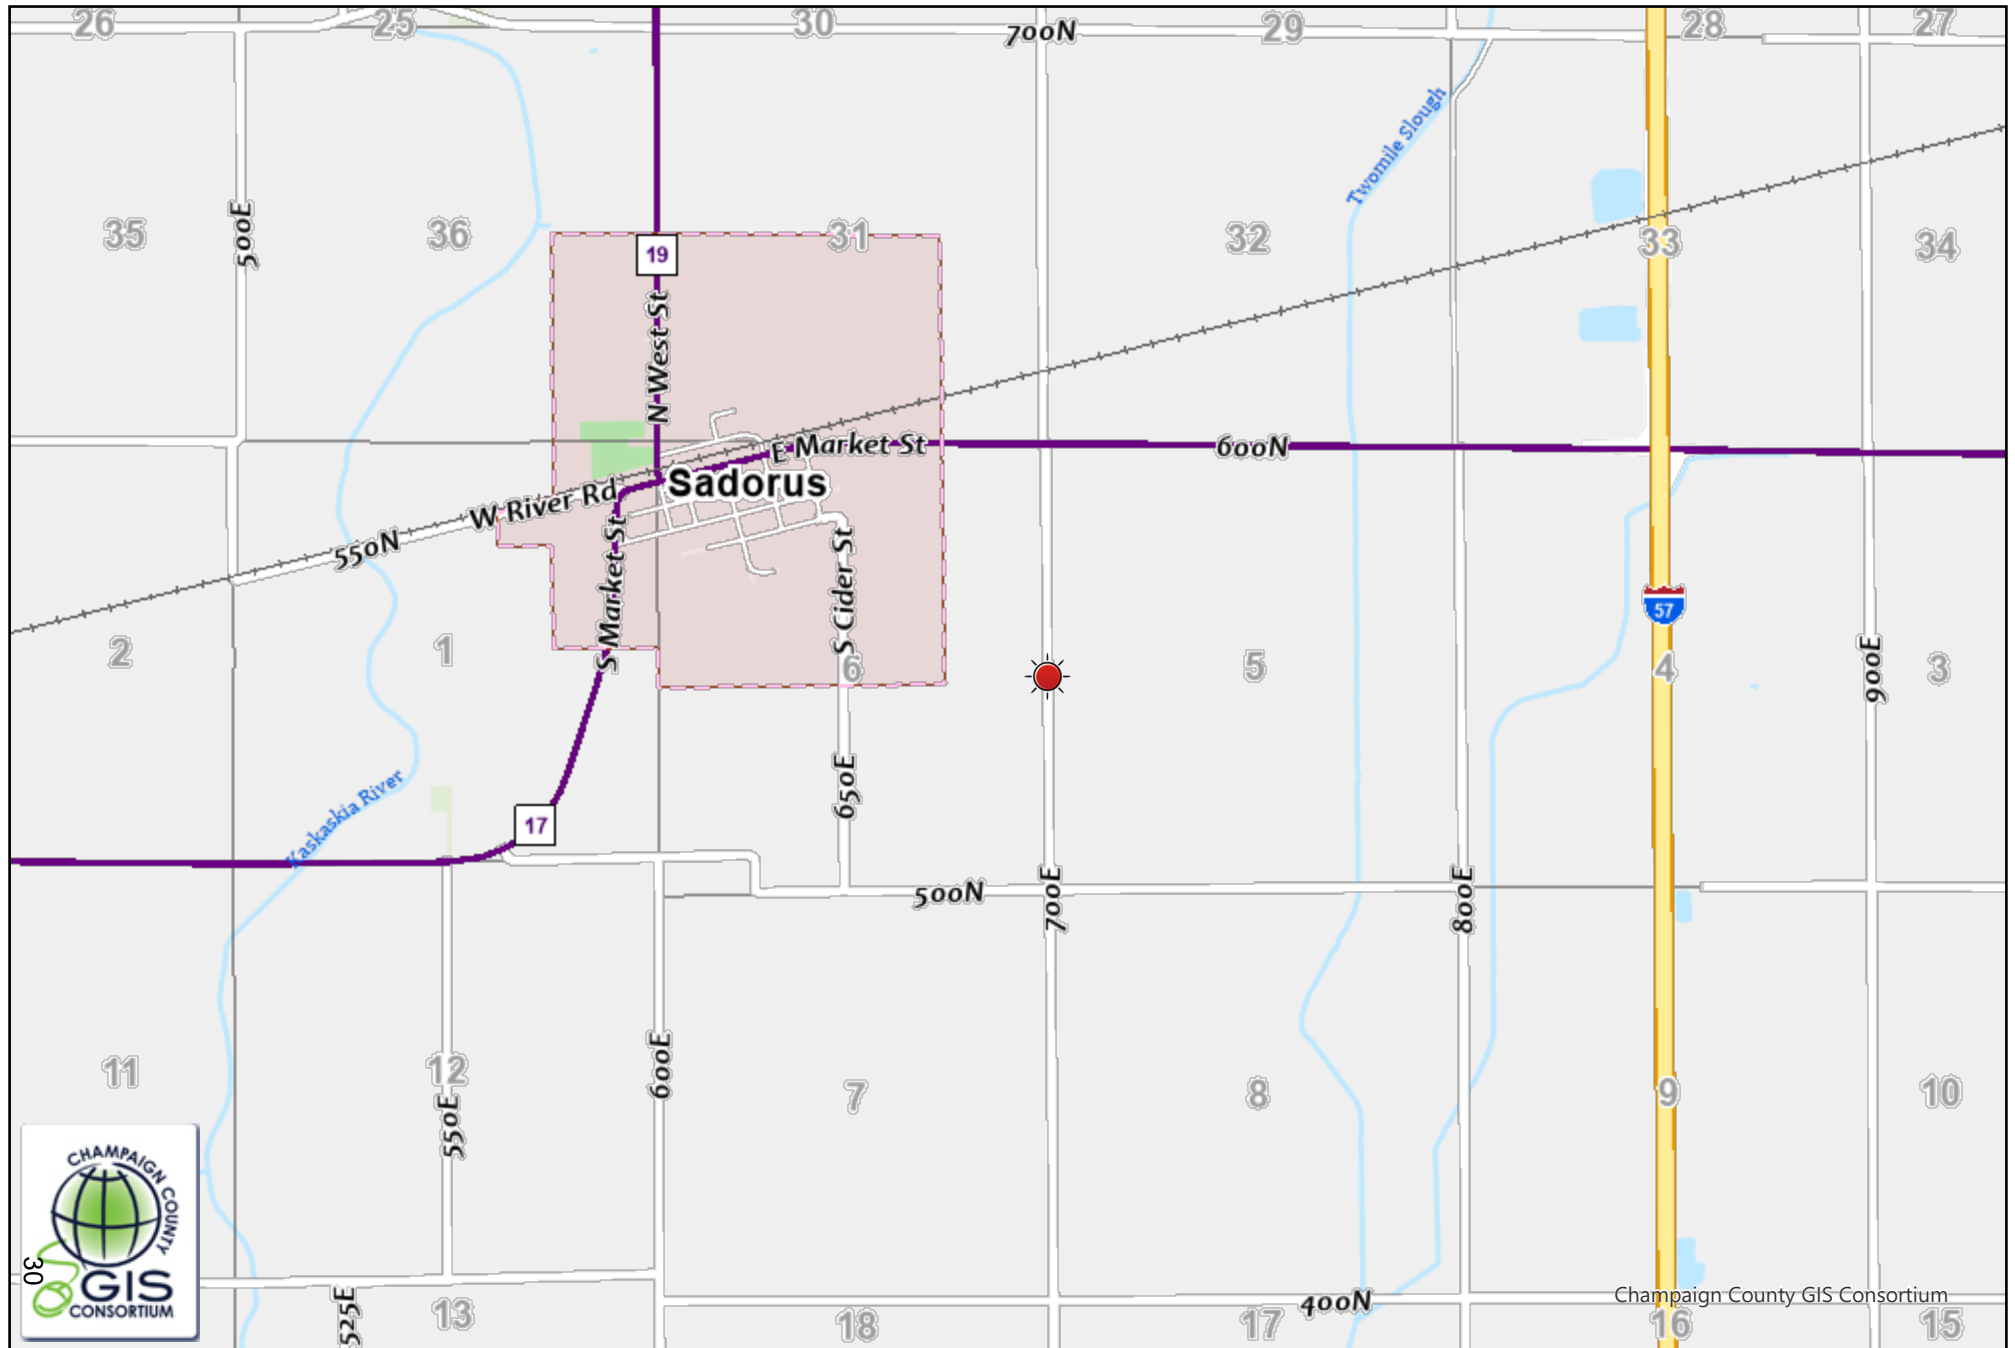 26
25
30
700N
29
28
27
Twomile Slough
35
500E
36
31
32
33
34
19
N West St
E Market St
600N
Sadorus
W River Rd
550N
S Market St
S Cider St
57
2
1
6
5
4
900E
3
650E
Kaskaskia River
17
500N
700E
800E
11
12
600E
7
8
9
10
550E
CHAMPAIGN COUNTY
GIS
CONSORTIUM
30
525E
13
18
400N
17
Champaign County GIS Consortium
16
15